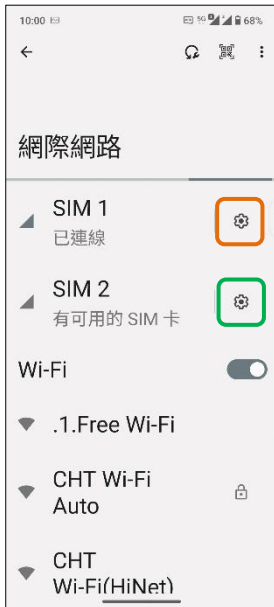 10:00
5G 68%
網際網路
SIM 1
已連線
SIM 2
有可用的 SIM 卡
Wi-Fi
.1.Free Wi-Fi
CHT Wi-Fi
Auto
CHT
Wi-Fi(HiNet)